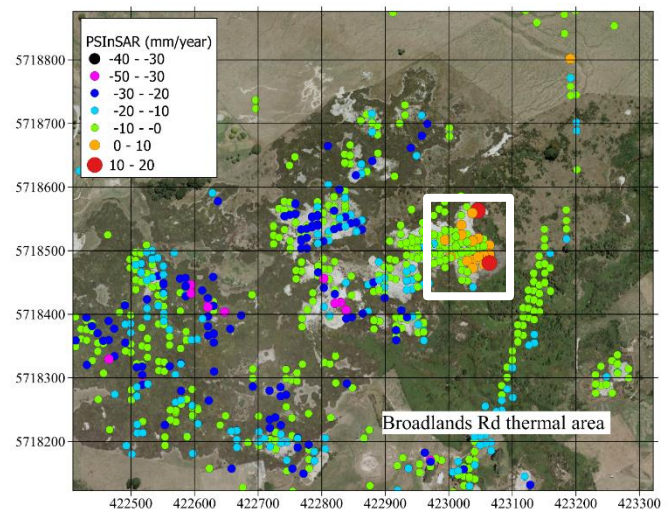 PSInSAR (mm/year)
-40 - -30
-50 - -30
-30 - -20
-20 - -10
-10 - -0
0 - 10
10 - 20
5718800
5718700
5718600
5718500
5718400
5718300
5718200
Broadlands Rd thermal area
422500 422600 422700 422800 422900 423000 423100 423200 423300